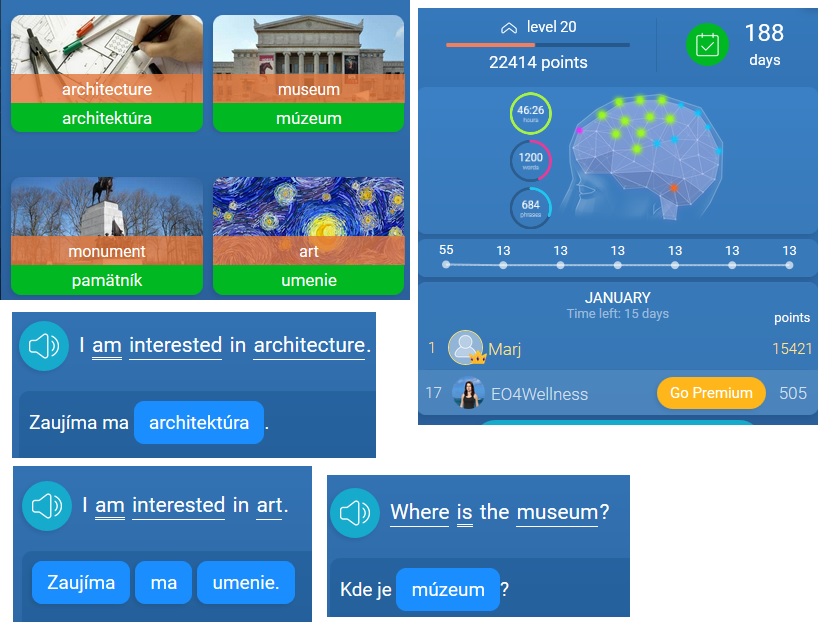 architecture
architektúra
museum
múzeum
monument
pamätník
art
umenie
level 20
22414 points
188
days
46:26
hours
1200
words
684
phrases
55 13 13 13 13 13 13
JANUARY
Time left: 15 days
points
1 Marj 15421
17 EO4Wellness Go Premium 505
I am interested in architecture.
Zaujíma ma architektúra.
I am interested in art.
Zaujíma ma umenie.
Where is the museum?
Kde je múzeum?